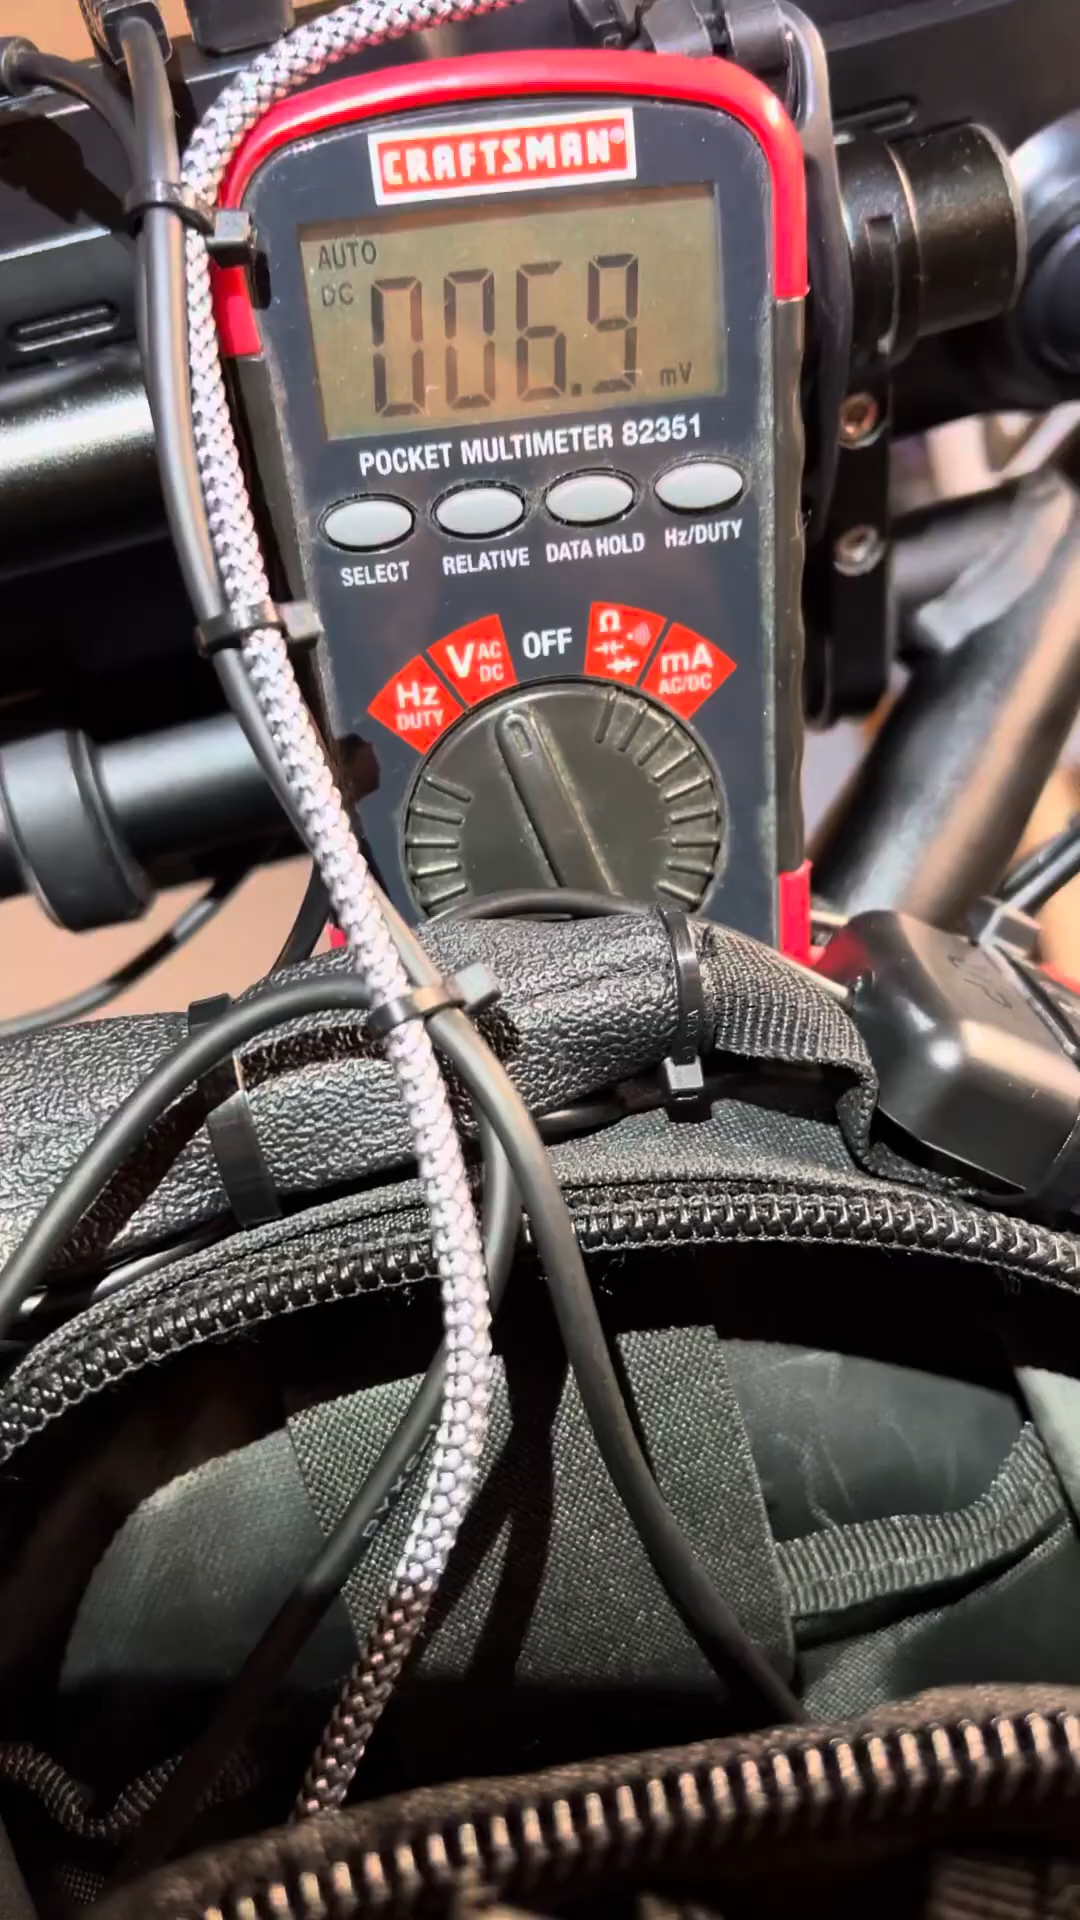 CRAFTSMAN®
AUTO
DC
006.9 mV
POCKET MULTIMETER 82351
SELECT RELATIVE DATA HOLD Hz/DUTY
Hz
DUTY
V AC
DC
OFF
Ω
mA
AC/DC